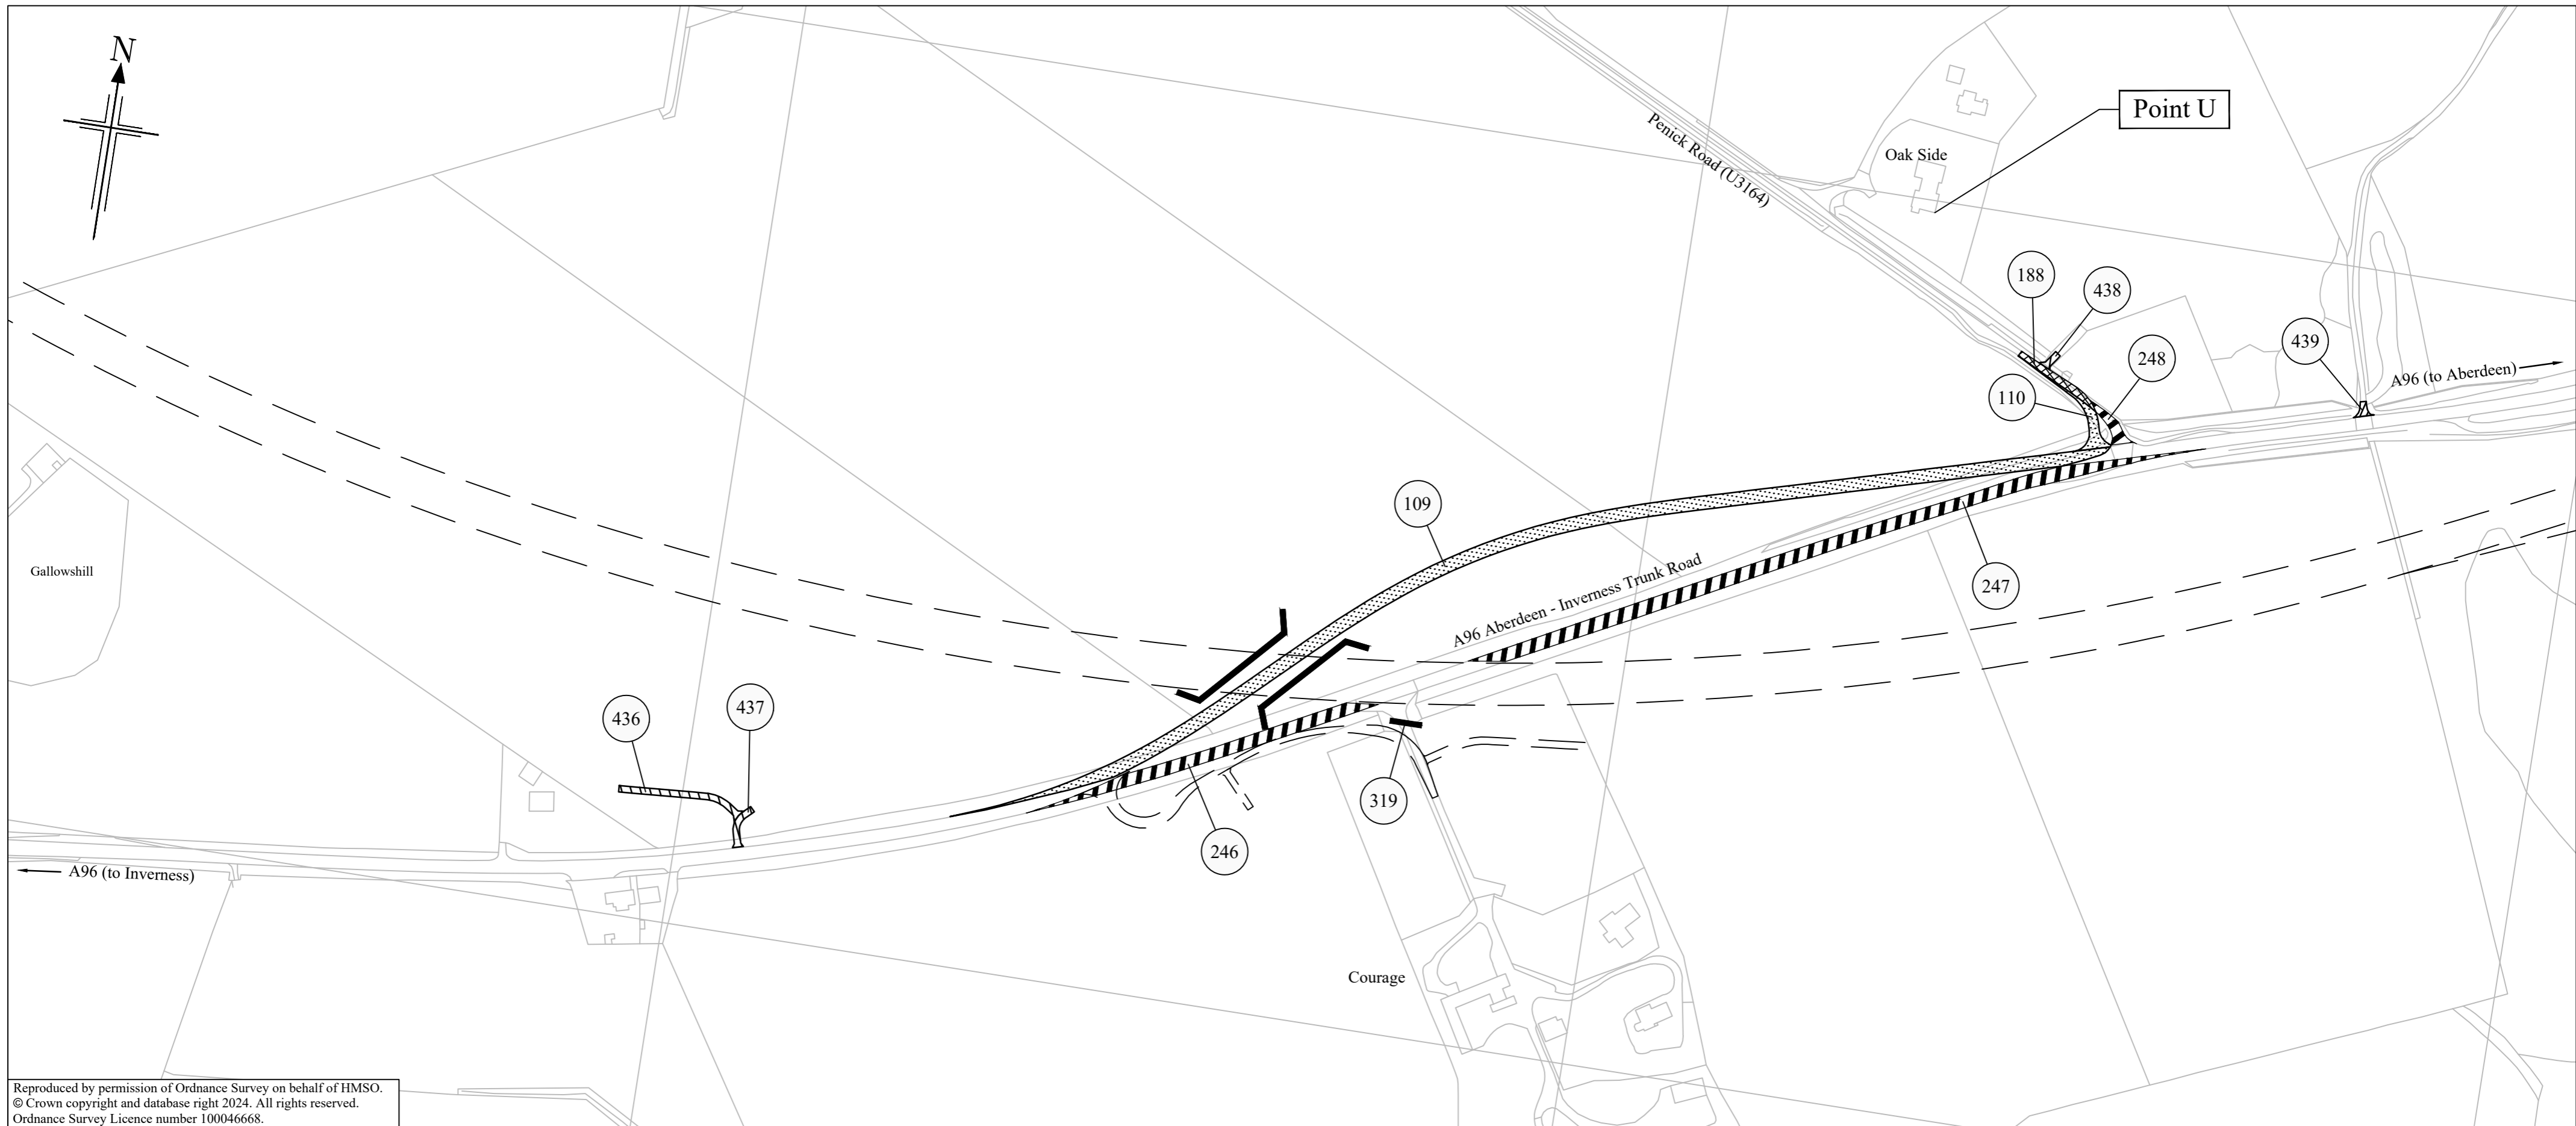 N
Point U
Penick Road (U3164)
Oak Side
188
438
439
248
A96 (to Aberdeen)
110
109
Gallowshill
A96 Aberdeen - Inverness Trunk Road
247
436
437
319
246
A96 (to Inverness)
Courage
Reproduced by permission of Ordnance Survey on behalf of HMSO.
© Crown copyright and database right 2024. All rights reserved.
Ordnance Survey Licence number 100046668.